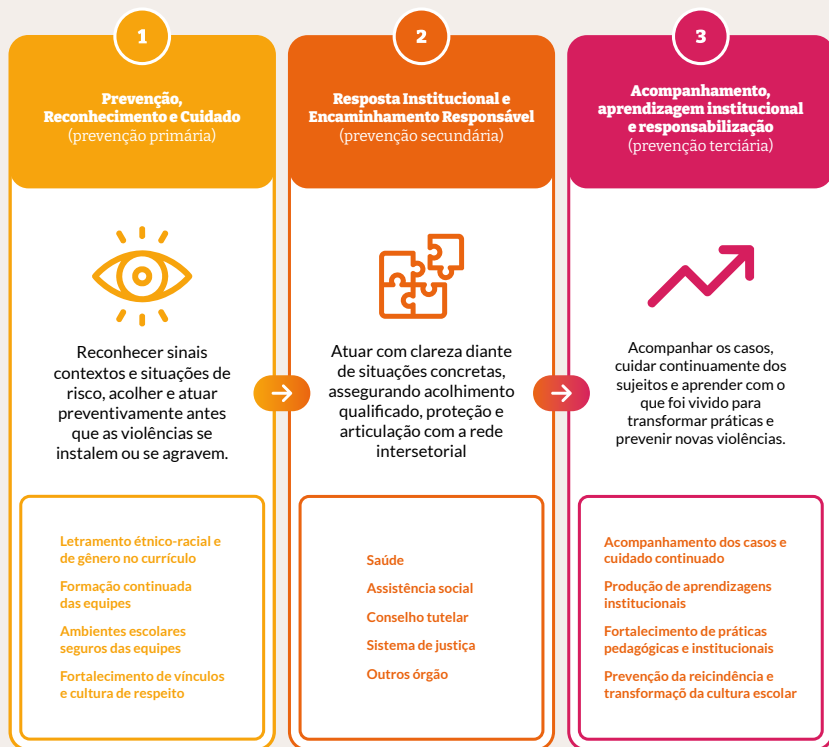 1
Prevenção,
Reconhecimento e Cuidado
(prevenção primária)
Reconhecer sinais
contextos e situações de
risco, acolher e atuar
preventivamente antes
que as violências se
instalem ou se agravem.
Letramento étnico-racial e
de gênero no currículo
Formação continuada
das equipes
Ambientes escolares
seguros das equipes
Fortalecimento de vínculos
e cultura de respeito
2
Resposta Institucional e
Encaminhamento Responsável
(prevenção secundária)
Atuar com clareza diante
de situações concretas,
assegurando acolhimento
qualificado, proteção e
articulação com a rede
intersetorial
Saúde
Assistência social
Conselho tutelar
Sistema de justiça
Outros órgão
3
Acompanhamento,
aprendizagem institucional
e responsabilização
(prevenção terciária)
Acompanhar os casos,
cuidar continuamente dos
sujeitos e aprender com o
que foi vivido para
transformar práticas e
prevenir novas violências.
Acompanhamento dos casos e
cuidado continuado
Produção de aprendizagens
institucionais
Fortalecimento de práticas
pedagógicas e institucionais
Prevenção da reicindência e
transformaçõ da cultura escolar